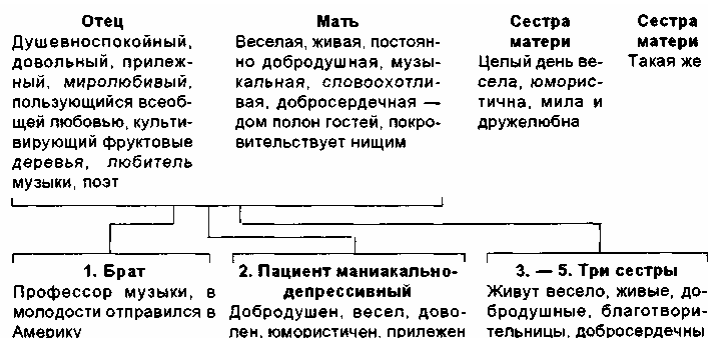 Отец
Душевноспокойный,
довольный, прилеж-
ный, миролюбивый,
пользующийся всеоб-
щей любовью, культи-
вирующий фруктовые
деревья, любитель
музыки, поэт
Мать
Веселая, живая, постоян-
но добродушная, музы-
кальная, словоохотли-
вая, добросердечная —
дом полон гостей, покро-
вительствует нищим
Сестра
матери
Целый день ве-
села, юморис-
тична, мила и
дружелюбна
Сестра
матери
Такая же
1. Брат
Профессор музыки, в
молодости отправился в
Америку
2. Пациент маниакально-
депрессивный
Добродушен, весел, дово-
лен, юмористичен, прилежен
3. — 5. Три сестры
Живут весело, живые, до-
бродушные, благотвори-
тельницы, добросердечны